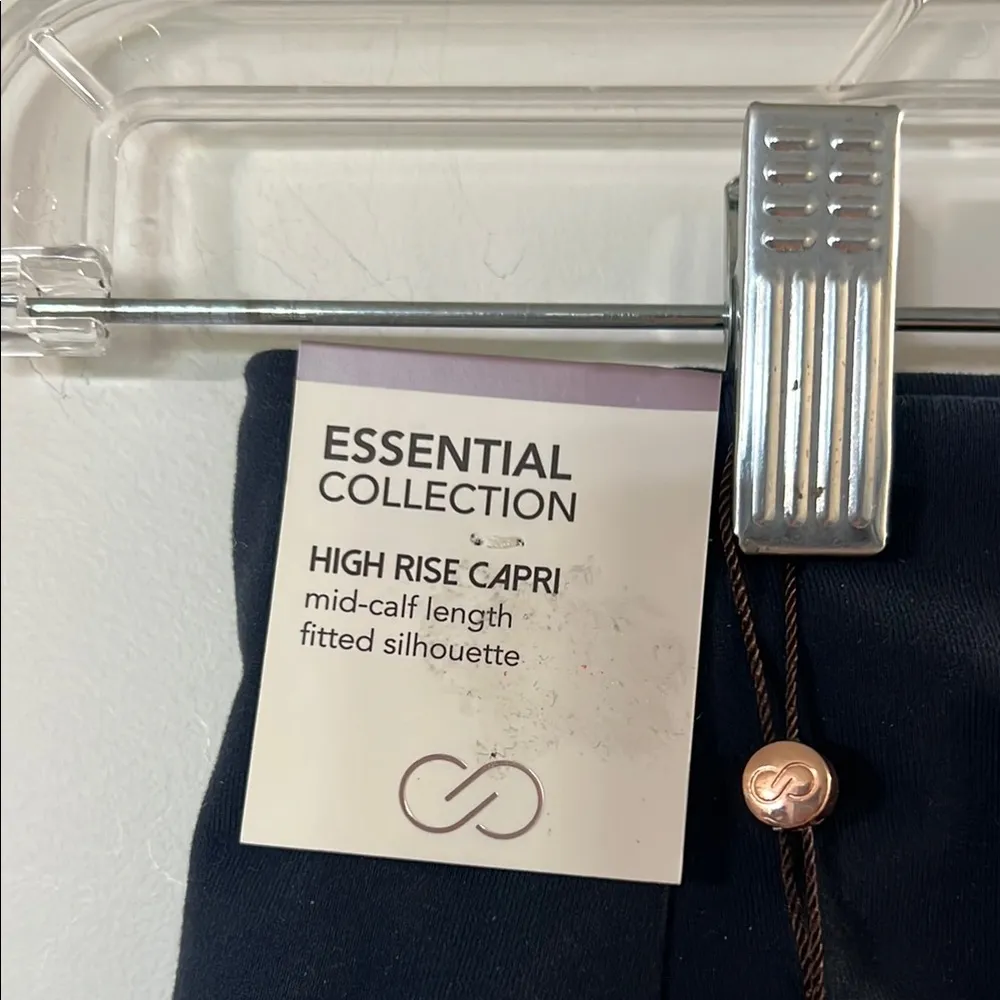 ESSENTIAL
COLLECTION
HIGH RISE CAPRI
mid-calf length
fitted silhouette